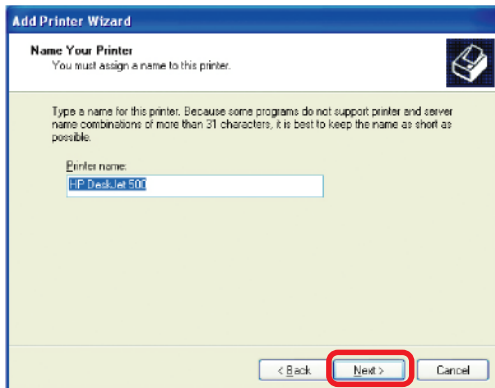 Add Printer Wizard
Name Your Printer
You must assign a name to this printer.
Type a name for this printer. Because some programs do not support printer and server
name combinations of more than 31 characters, it is best to keep the name as short as
possible.
Printer name:
HP DeskJet 500
< Back
Next >
Cancel